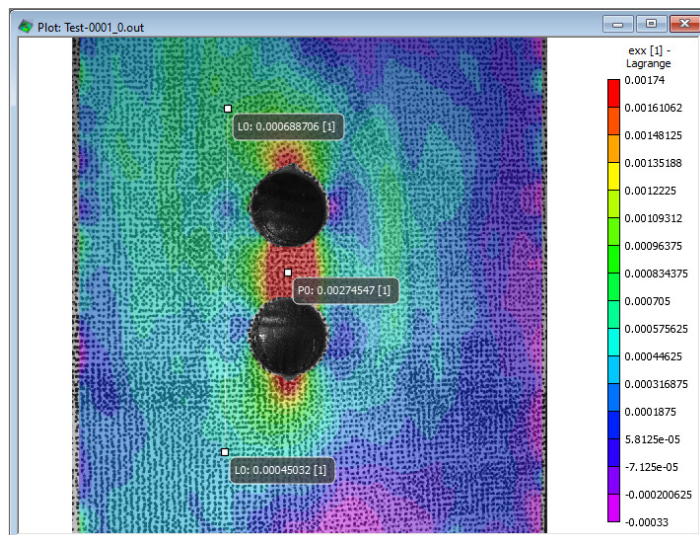 Plot: Test-0001_0.out
exx [1] -
Lagrange
0.00174
0.00161062
0.00148125
0.00135188
0.0012225
0.00109312
0.00096375
0.000834375
0.000705
0.000575625
0.00044625
0.000316875
0.0001875
5.8125e-05
-7.125e-05
-0.000200625
-0.00033
L0: 0.000688706 [1]
P0: 0.00274547 [1]
L0: 0.00045032 [1]